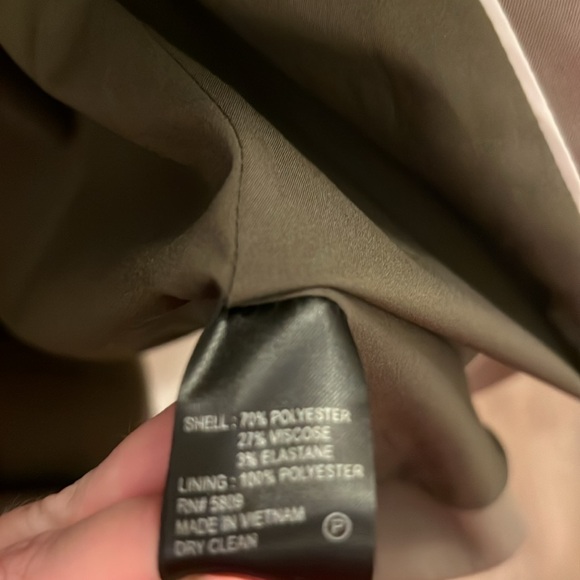 SHELL : 70% POLYESTER
27% VISCOSE
3% ELASTANE
LINING : 100% POLYESTER
RN# 5809
MADE IN VIETNAM
DRY CLEAN
P